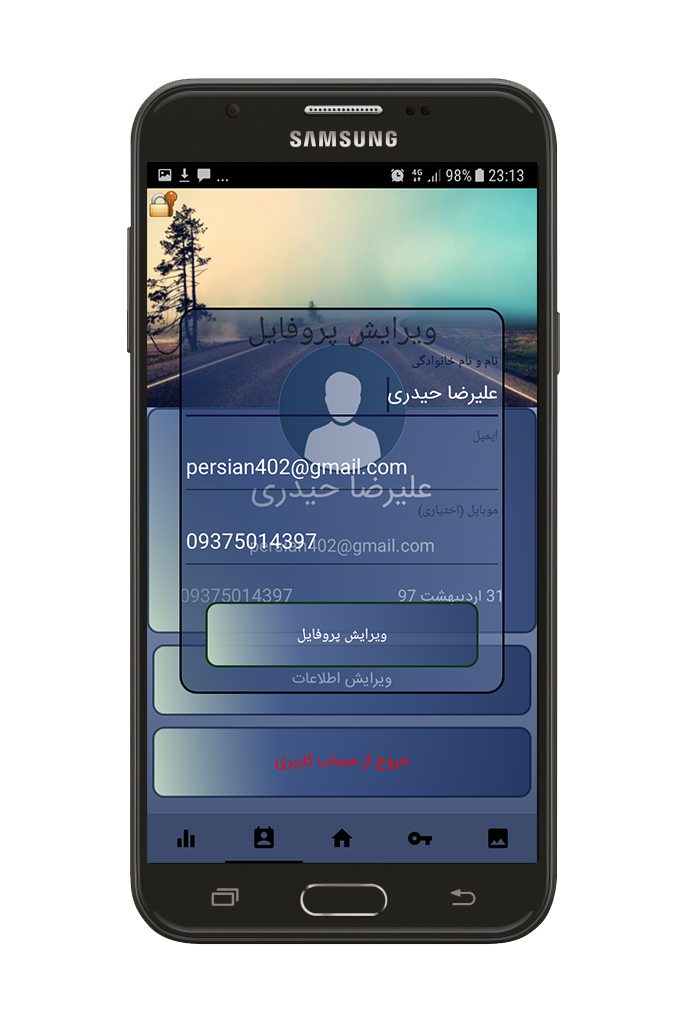 SAMSUNG
... 4G 98% 23:13
ویرایش پروفایل
نام و نام خانوادگی
علیرضا حیدری
ایمیل
persian402@gmail.com
علیرضا حیدری
موبایل (اختیاری)
09375014397
persian402@gmail.com
31 اردیبهشت 97
09375014397
ویرایش پروفایل
ویرایش اطلاعات
خروج از حساب کاربری